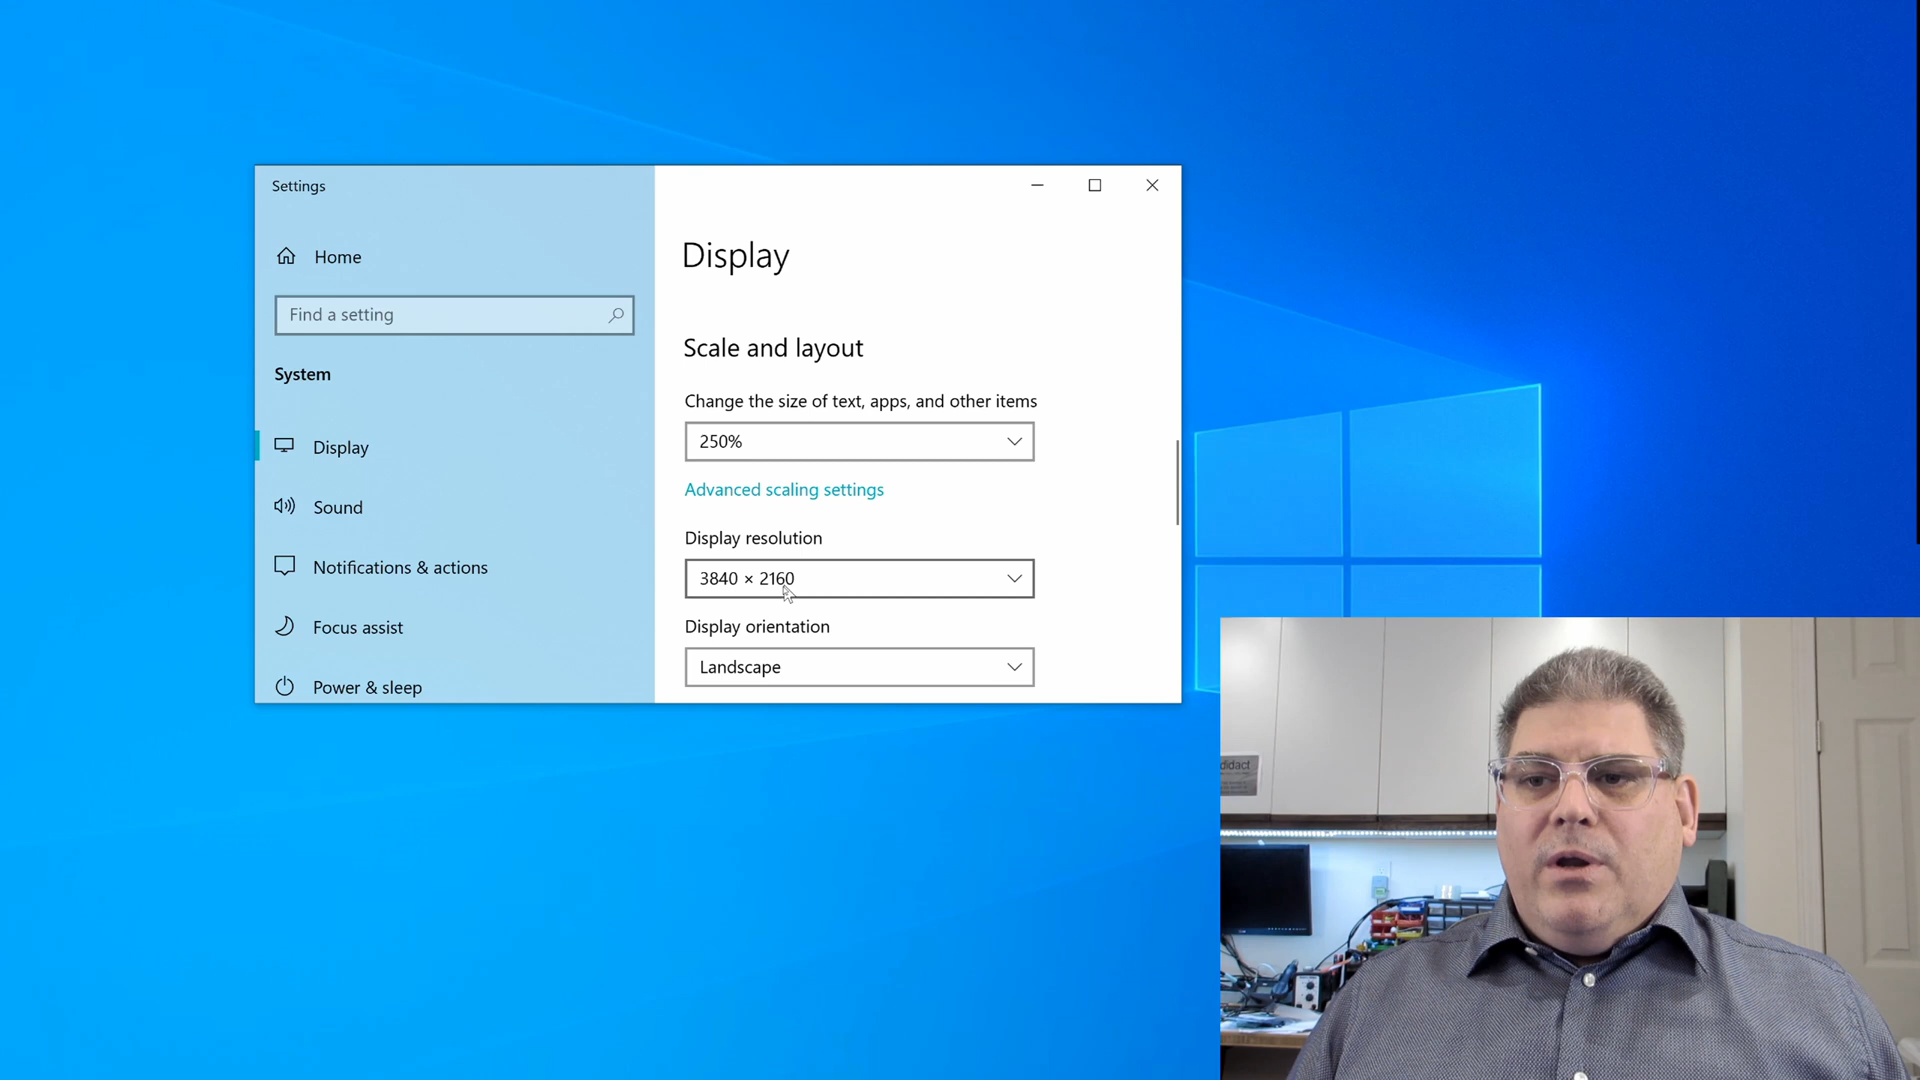 Settings
Home
Find a setting
System
Display
Sound
Notifications & actions
Focus assist
Power & sleep
Display
Scale and layout
Change the size of text, apps, and other items
250%
Advanced scaling settings
Display resolution
3840 × 2160
Display orientation
Landscape
didact